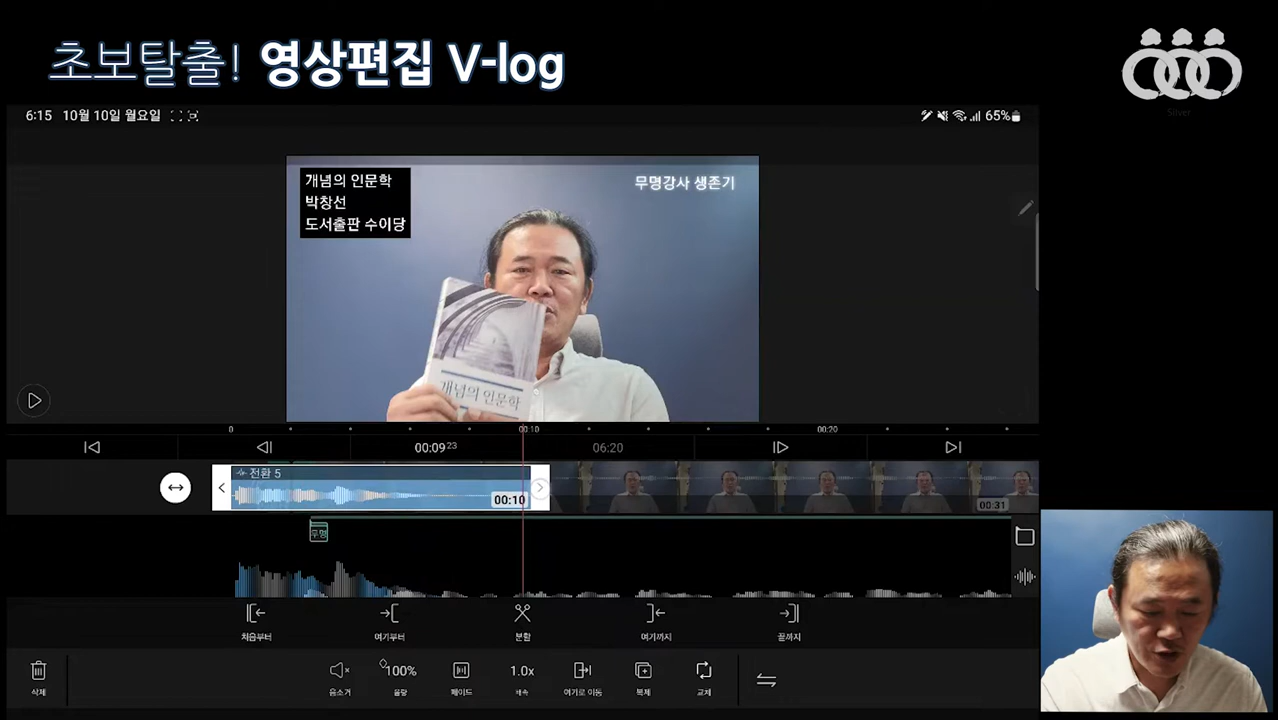 초보탈출! 영상편집 V-log
Silver
6:15 10월 10일 월요일
65%
개념의 인문학
박창선
도서출판 수이당
무명강사 생존기
개념의 인문학
0
00:10
00:20
00:09 23
06:20
전환 5
00:10
00:31
무명
처음부터
여기부터
분할
여기까지
끝까지
100%
1.0x
삭제
음소거
음량
페이드
배속
여기로 이동
복제
교체